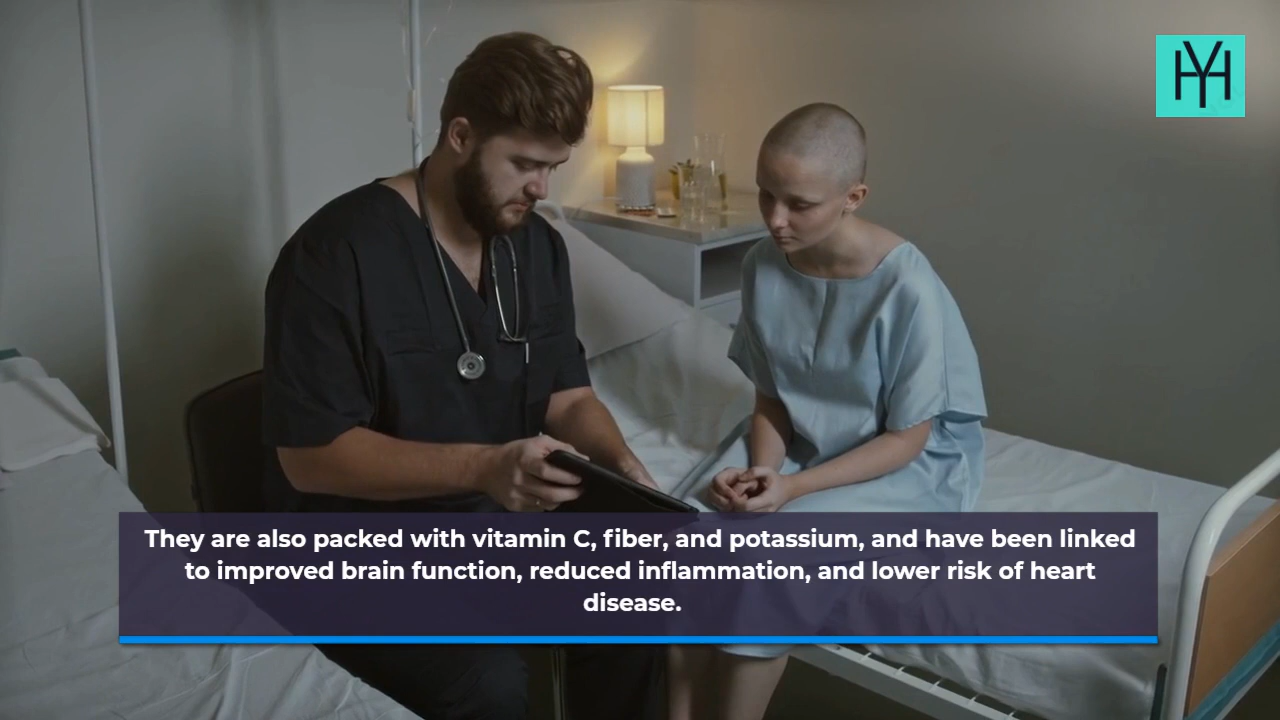 HY
They are also packed with vitamin C, fiber, and potassium, and have been linked
to improved brain function, reduced inflammation, and lower risk of heart
disease.